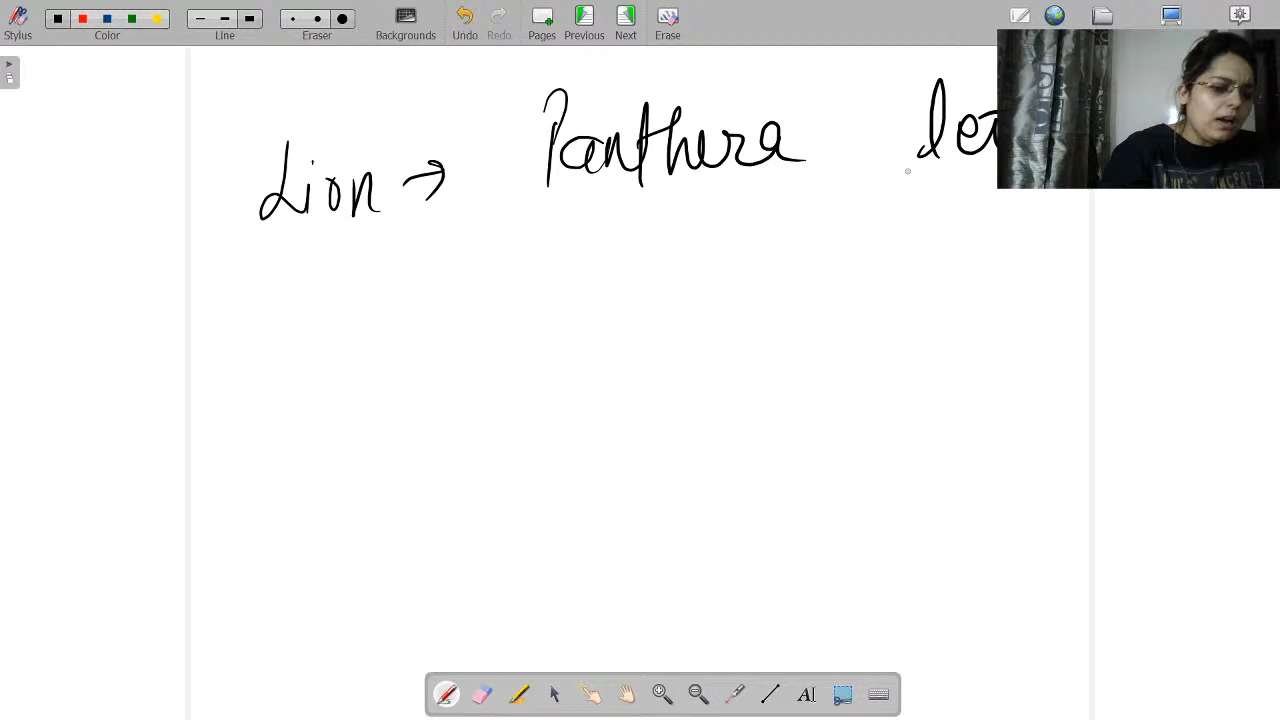 Stylus
Color
Line
Eraser
Backgrounds
Undo
Redo
Pages
Previous
Next
Erase
Lion → Panthera